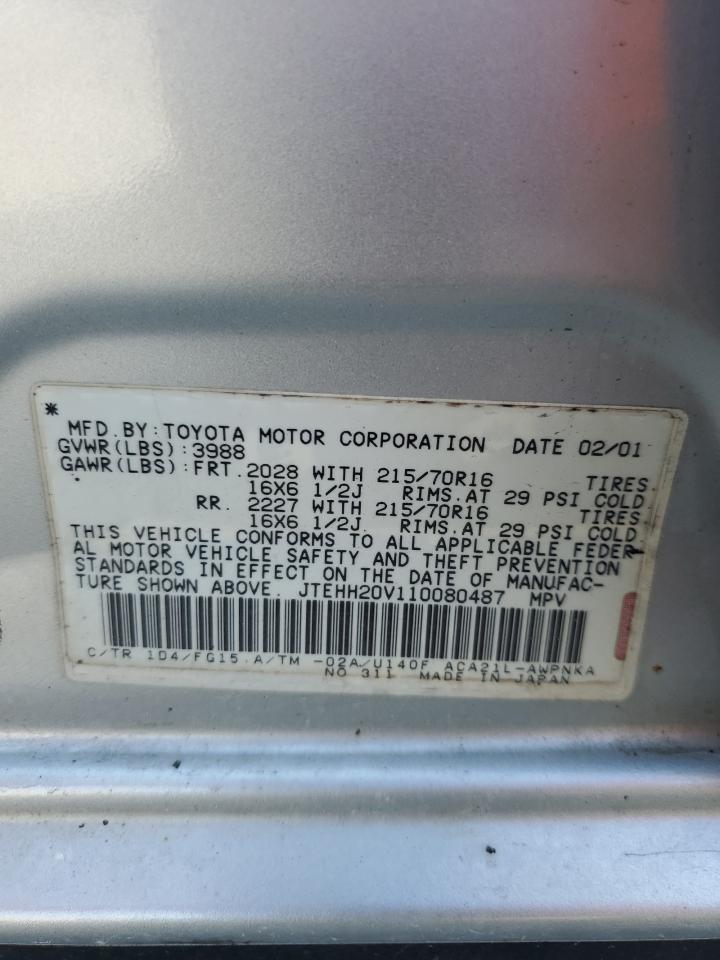 *
MFD.BY:TOYOTA MOTOR CORPORATION DATE 02/01
GVWR(LBS):3988
GAWR(LBS):FRT.2028 WITH 215/70R16 TIRES.
16X6 1/2J RIMS.AT 29 PSI COLD
RR. 2227 WITH 215/70R16 TIRES.
16X6 1/2J RIMS.AT 29 PSI COLD
THIS VEHICLE CONFORMS TO ALL APPLICABLE FEDER-
AL MOTOR VEHICLE SAFETY AND THEFT PREVENTION
STANDARDS IN EFFECT ON THE DATE OF MANUFAC-
TURE SHOWN ABOVE. JTEHH20V110080487 MPV
C/TR 1D4/FG15 A/TM -02A/U140F ACA21L-AWPNKA
NO 311 MADE IN JAPAN